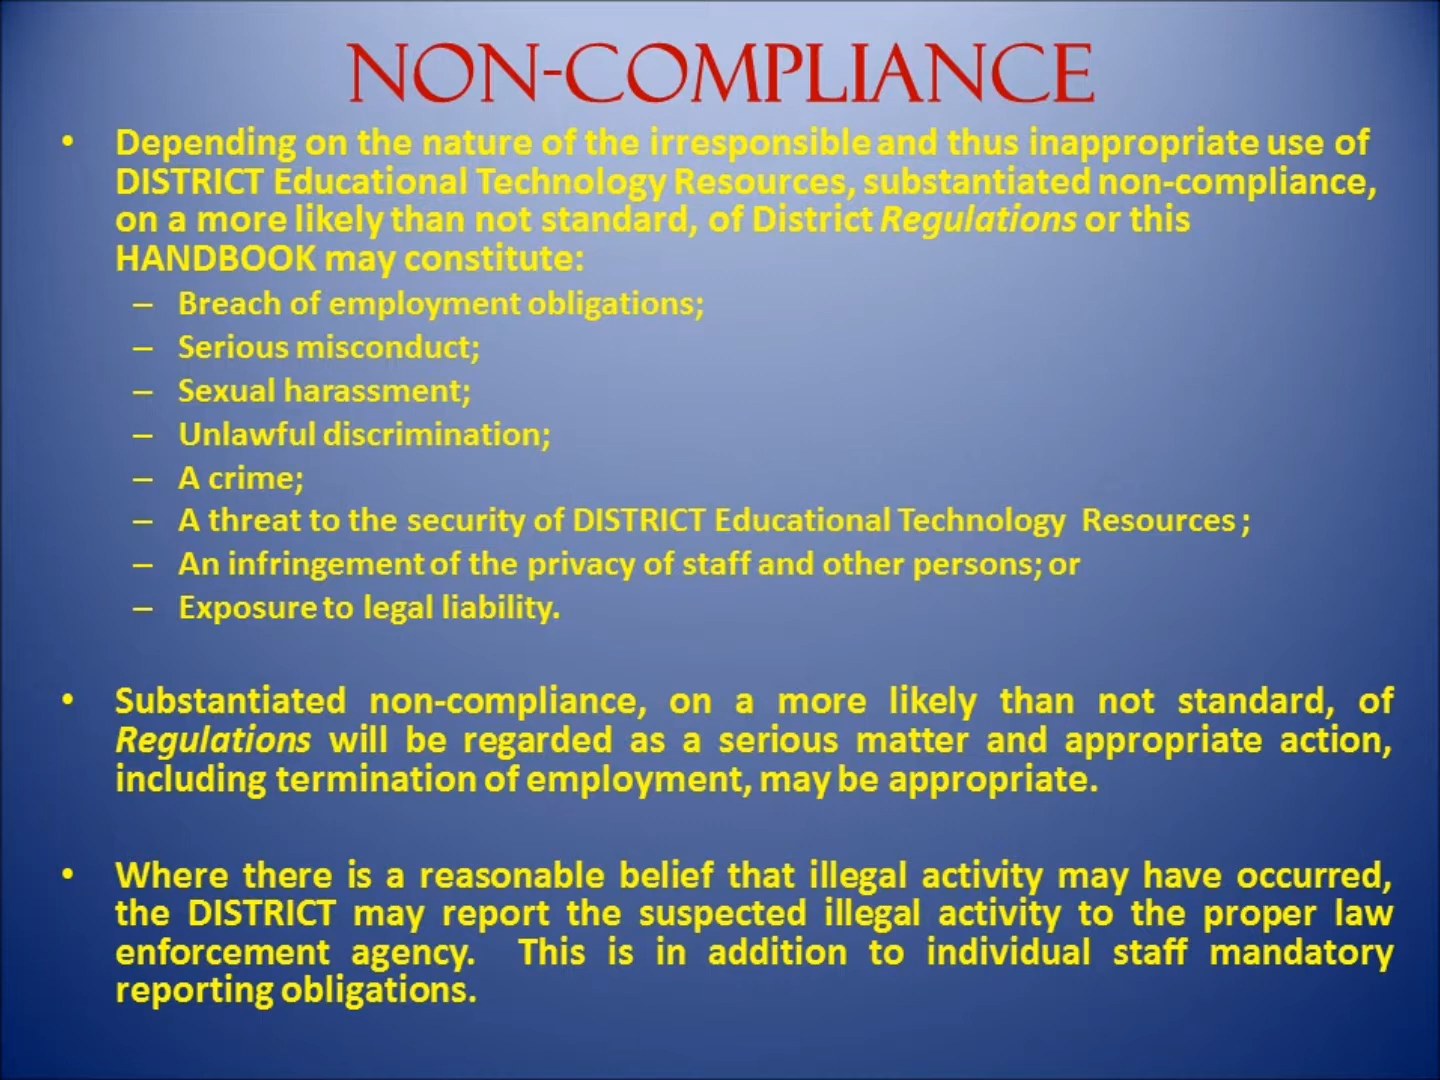 NON-COMPLIANCE
• Depending on the nature of the irresponsible and thus inappropriate use of
DISTRICT Educational Technology Resources, substantiated non-compliance,
on a more likely than not standard, of District Regulations or this
HANDBOOK may constitute:
– Breach of employment obligations;
– Serious misconduct;
– Sexual harassment;
– Unlawful discrimination;
– A crime;
– A threat to the security of DISTRICT Educational Technology Resources ;
– An infringement of the privacy of staff and other persons; or
– Exposure to legal liability.
• Substantiated non-compliance, on a more likely than not standard, of
Regulations will be regarded as a serious matter and appropriate action,
including termination of employment, may be appropriate.
• Where there is a reasonable belief that illegal activity may have occurred,
the DISTRICT may report the suspected illegal activity to the proper law
enforcement agency. This is in addition to individual staff mandatory
reporting obligations.